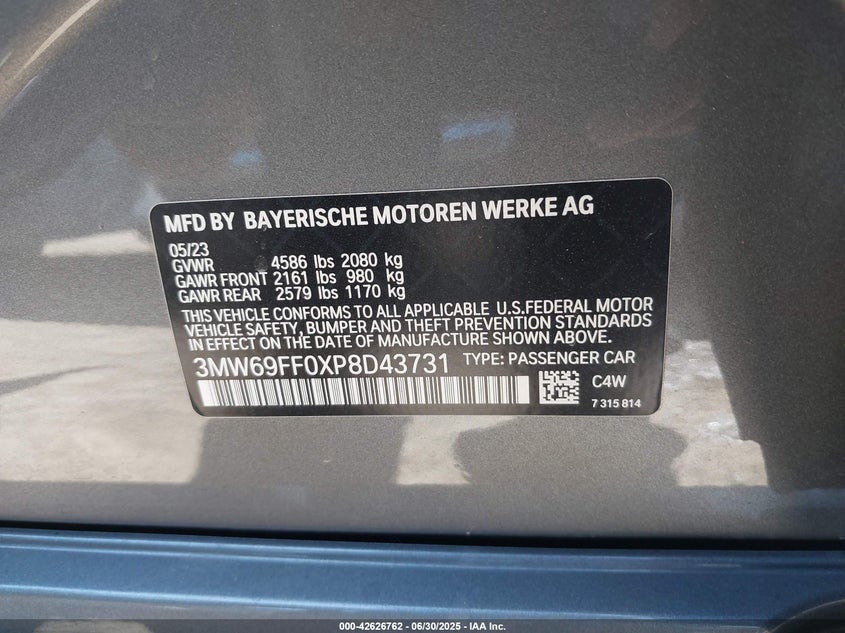 MFD BY BAYERISCHE MOTOREN WERKE AG
05/23
GVWR 4586 lbs 2080 kg
GAWR FRONT 2161 lbs 980 kg
GAWR REAR 2579 lbs 1170 kg
THIS VEHICLE CONFORMS TO ALL APPLICABLE U.S.FEDERAL MOTOR
VEHICLE SAFETY, BUMPER AND THEFT PREVENTION STANDARDS
IN EFFECT ON THE DATE OF MANUFACTURE SHOWN ABOVE.
3MW69FF0XP8D43731 TYPE: PASSENGER CAR
C4W
7 315 814
000-42626762 - 06/30/2025 - IAA Inc.